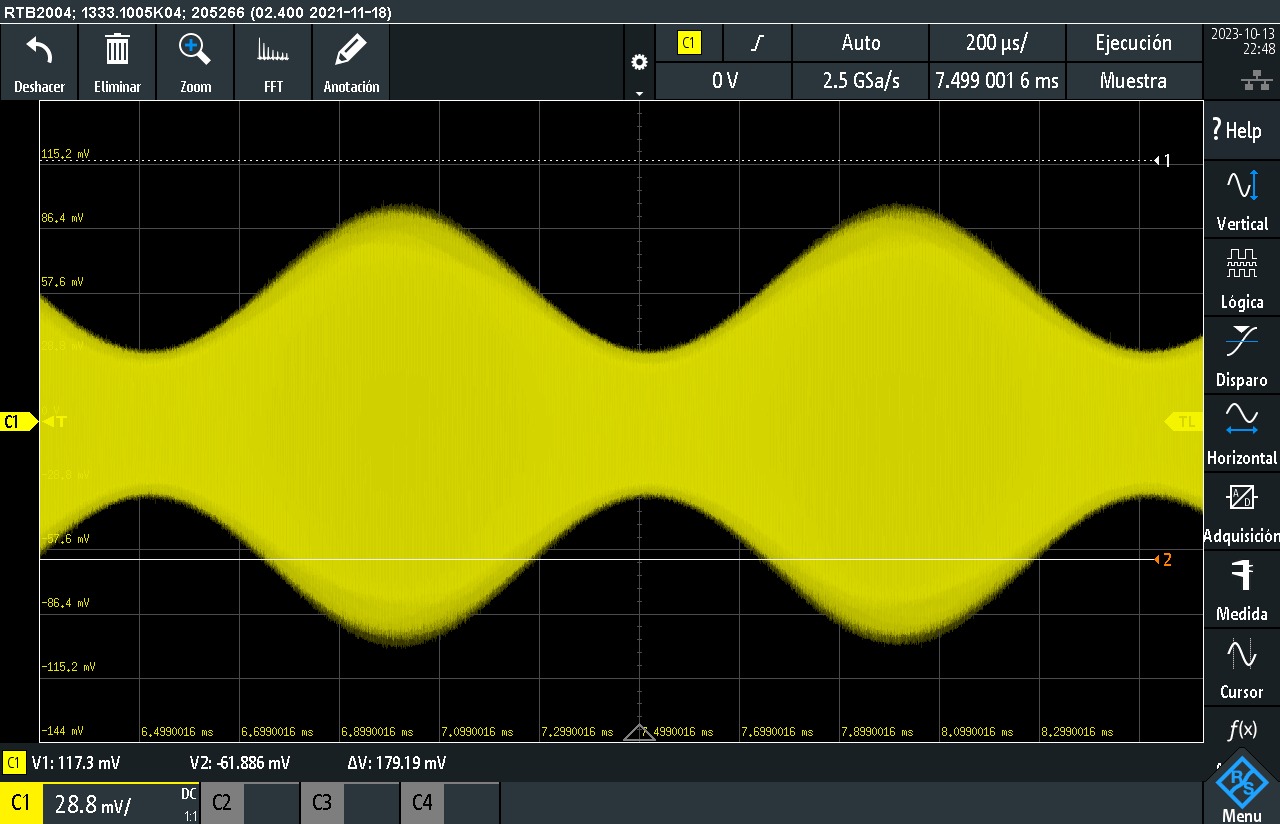 RTB2004; 1333.1005K04; 205266 (02.400 2021-11-18)
Deshacer
Eliminar
Zoom
FFT
Anotación
C1
Auto
200 µs/
Ejecución
0 V
2.5 GSa/s
7.499 001 6 ms
Muestra
2023-10-13
22:48
? Help
Vertical
Lógica
Disparo
Horizontal
Adquisición
Medida
Cursor
f(x)
Menu
115.2 mV
1
86.4 mV
57.6 mV
28.8 mV
C1
T
TL
-28.8 mV
-57.6 mV
2
-86.4 mV
-115.2 mV
-144 mV
6.4990016 ms
6.6990016 ms
6.8990016 ms
7.0990016 ms
7.2990016 ms
7.4990016 ms
7.6990016 ms
7.8990016 ms
8.0990016 ms
8.2990016 ms
C1 V1: 117.3 mV V2: -61.886 mV ΔV: 179.19 mV
C1 28.8 mV/ DC 1:1 C2 C3 C4
R&S